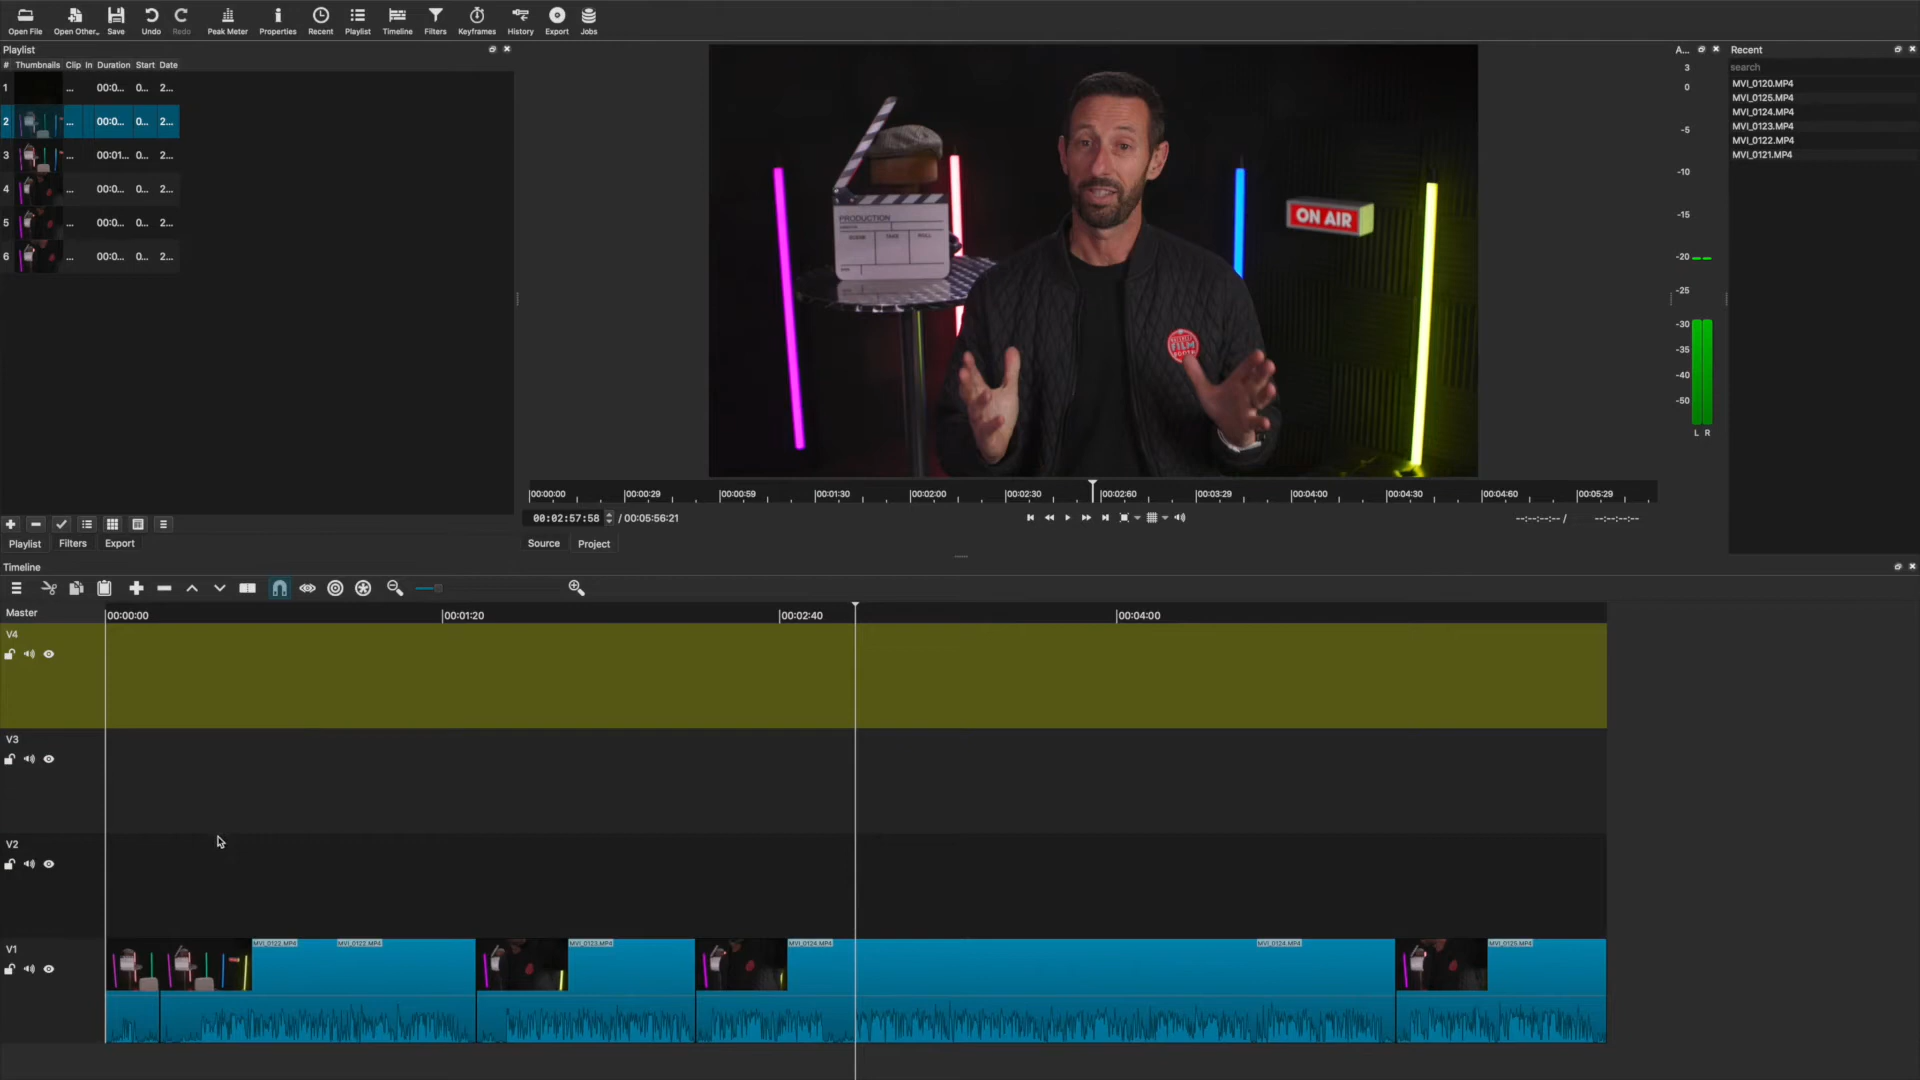 Open File Open Other.. Save Undo Redo Peak Meter Properties Recent Playlist Timeline Filters Keyframes History Export Jobs
Playlist
# Thumbnails Clip In Duration Start Date
1 ... 00:0... 0... 2...
2 ... 00:0... 0... 2...
3 ... 00:01... 0... 2...
4 ... 00:0... 0... 2...
5 ... 00:0... 0... 2...
6 ... 00:0... 0... 2...
Playlist Filters Export
PRODUCTION
SCENE TAKE ROLL
ON AIR
FILM
00:00:00 00:00:29 00:00:59 00:01:30 00:02:00 00:02:30 00:02:60 00:03:29 00:04:00 00:04:30 00:04:60 00:05:29
00:02:57:58 / 00:05:56:21
--:--:--:-- / --:--:--:--
Source Project
A...
3
0
-5
-10
-15
-20
-25
-30
-35
-40
-50
L R
Recent
search
MVI_0120.MP4
MVI_0125.MP4
MVI_0124.MP4
MVI_0123.MP4
MVI_0122.MP4
MVI_0121.MP4
Timeline
Master 00:00:00 00:01:20 00:02:40 00:04:00
V4
V3
V2
V1
MVI_0122.MP4 MVI_0122.MP4 MVI_0123.MP4 MVI_0124.MP4 MVI_0124.MP4 MVI_0125.MP4